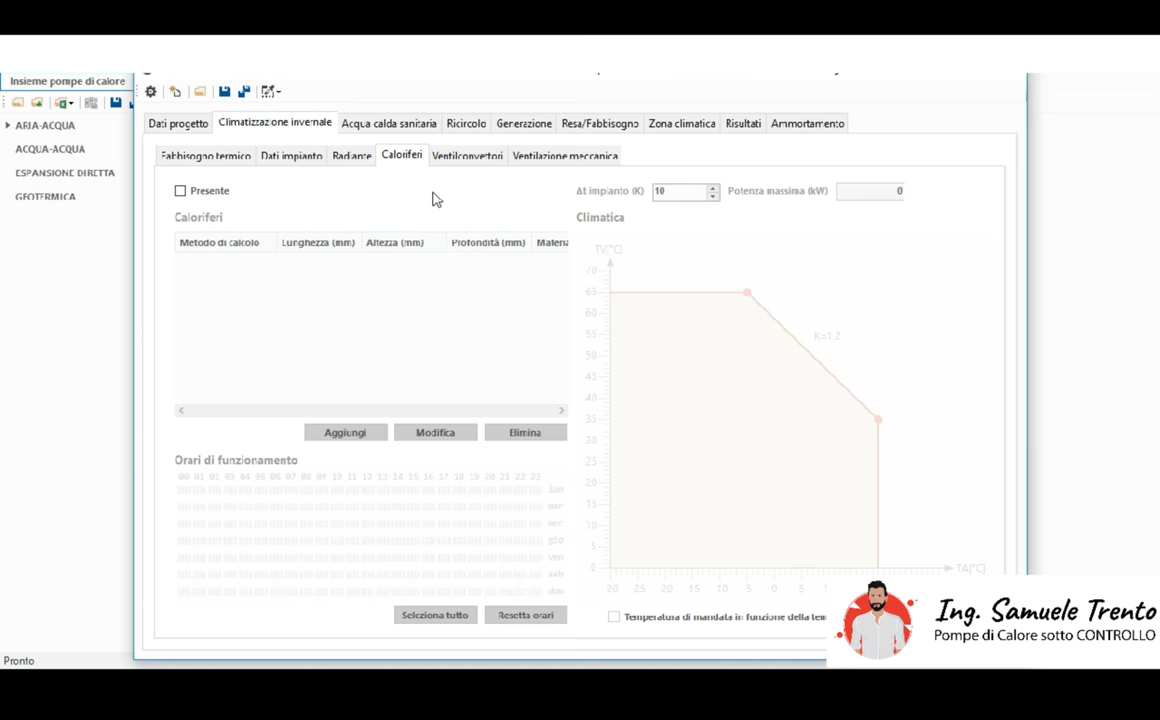 Insieme pompe di calore
ARIA-ACQUA
ACQUA-ACQUA
ESPANSIONE DIRETTA
GEOTERMICA
Dati progetto Climatizzazione invernale Acqua calda sanitaria Ricircolo Generazione Resa/Fabbisogno Zona climatica Risultati Ammortamento
Fabbisogno termico Dati impianto Radiante Caloriferi Ventilconvettori Ventilazione meccanica
Presente
Δt impianto (K) 10 Potenza massima (kW) 0
Caloriferi
Climatica
Metodo di calcolo Lunghezza (mm) Altezza (mm) Profondità (mm) Materia
TV[°C]
70
65
60
55
50
45
40
35
30
25
20
15
10
5
0
K=1,2
30 25 20 15 10 5 0 5
TA[°C]
Aggiungi Modifica Elimina
Orari di funzionamento
00 01 02 03 04 05 06 07 08 09 10 11 12 13 14 15 16 17 18 19 20 21 22 23
lun
mar
mer
gio
ven
sab
dom
Seleziona tutto Resetta orari
Temperatura di mandata in funzione della tem
Ing. Samuele Trento
Pompe di Calore sotto CONTROLLO
Pronto